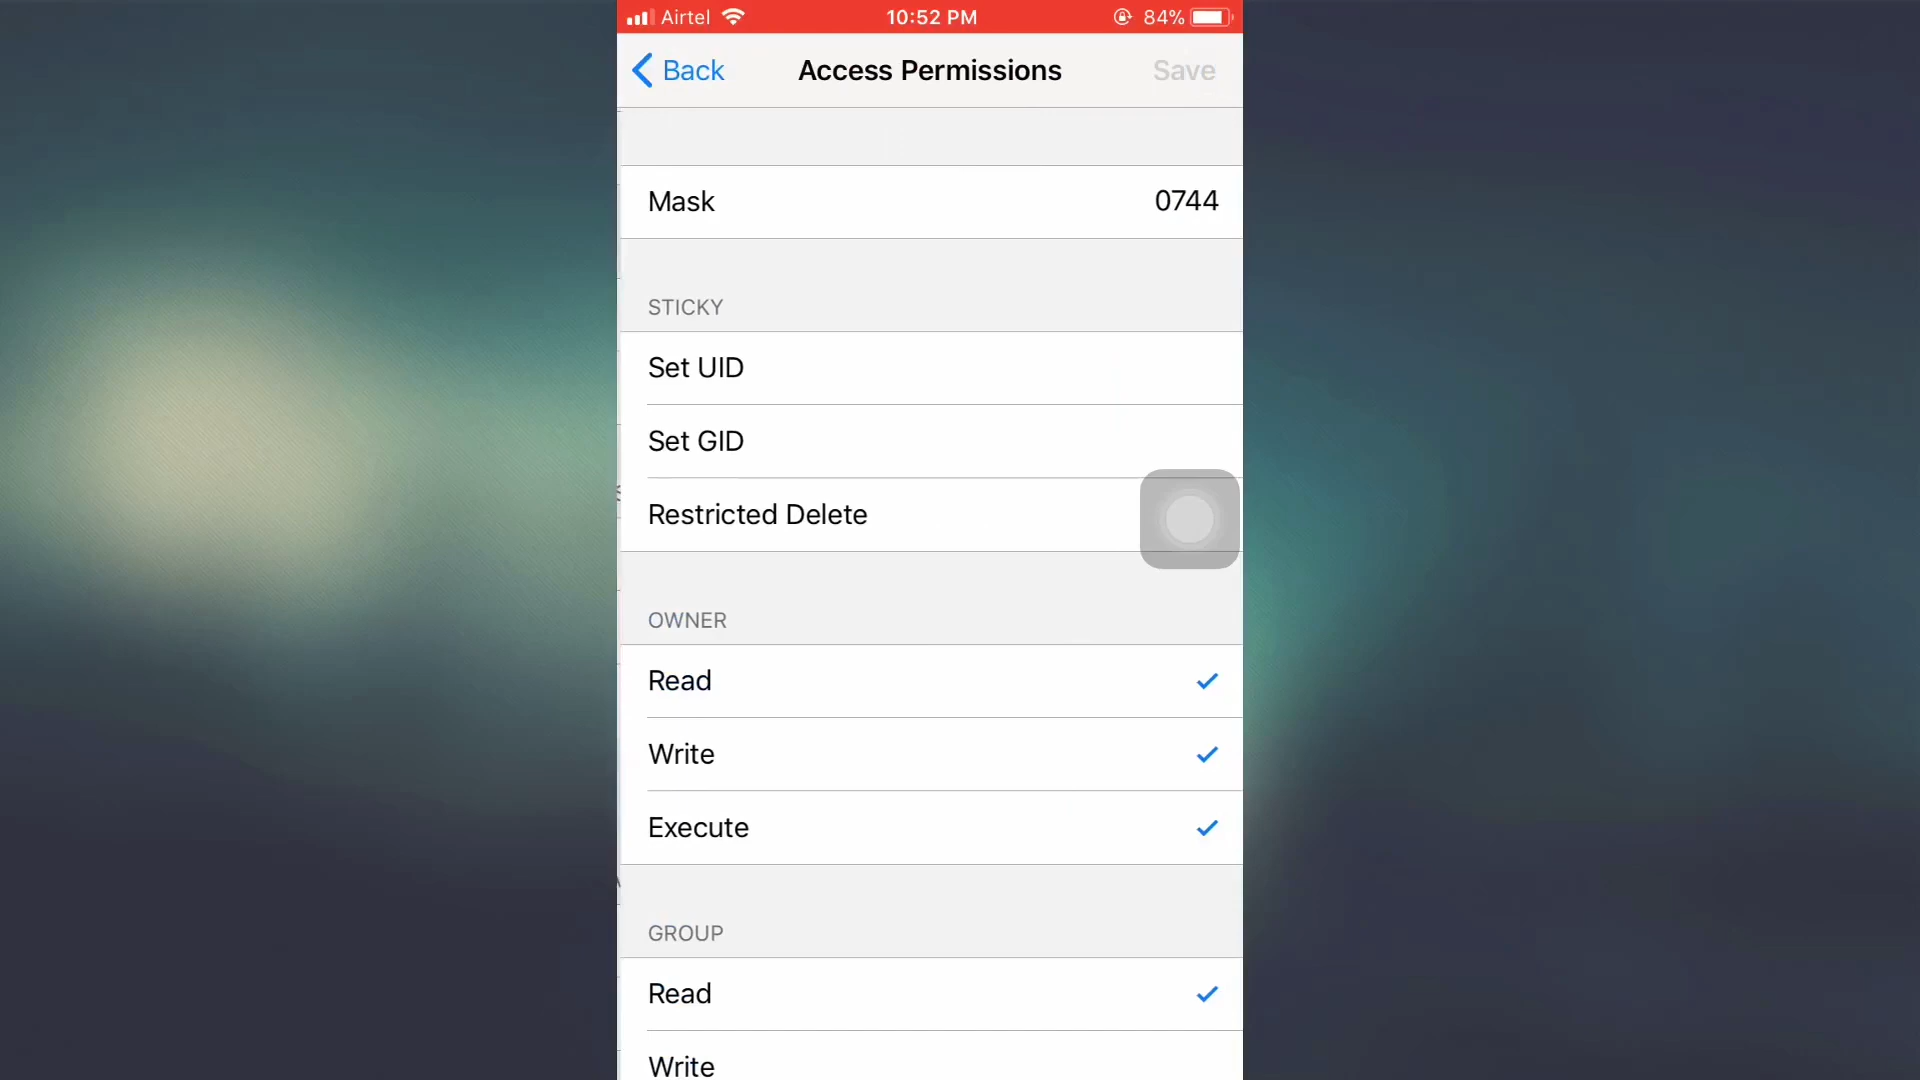 Airtel 10:52 PM 84%
Back Access Permissions Save
Mask 0744
STICKY
Set UID
Set GID
Restricted Delete
OWNER
Read
Write
Execute
GROUP
Read
Write